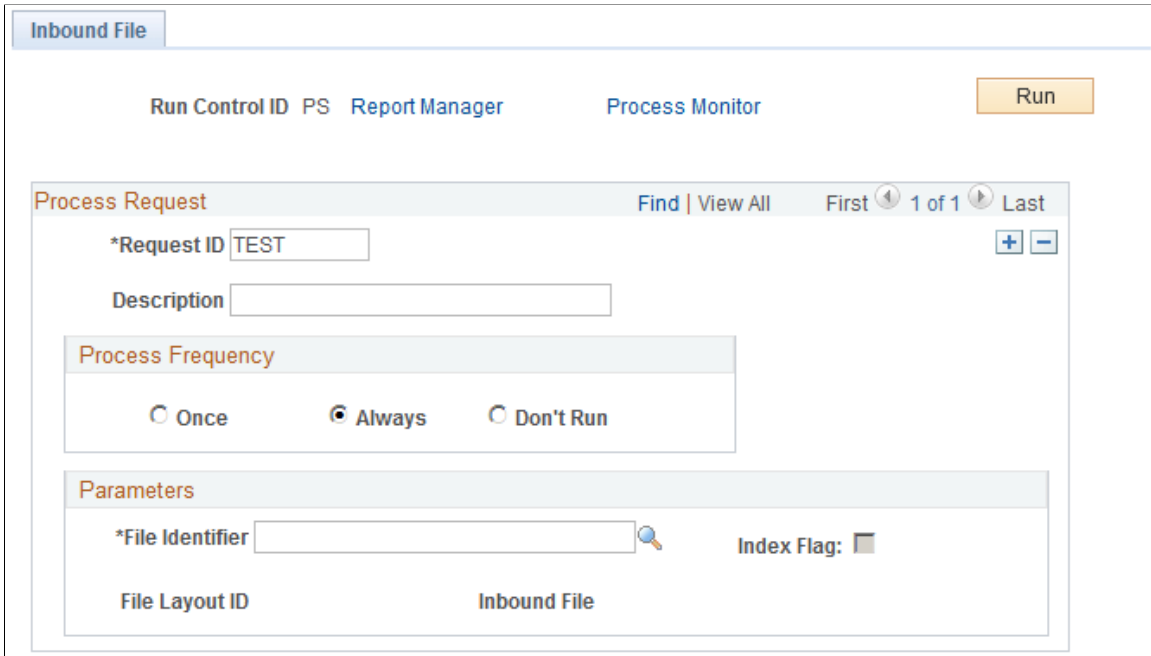 Inbound File
Run Control ID PS Report Manager Process Monitor Run
Process Request Find | View All First 1 of 1 Last
*Request ID TEST
Description
Process Frequency
Once Always Don't Run
Parameters
*File Identifier Index Flag:
File Layout ID Inbound File